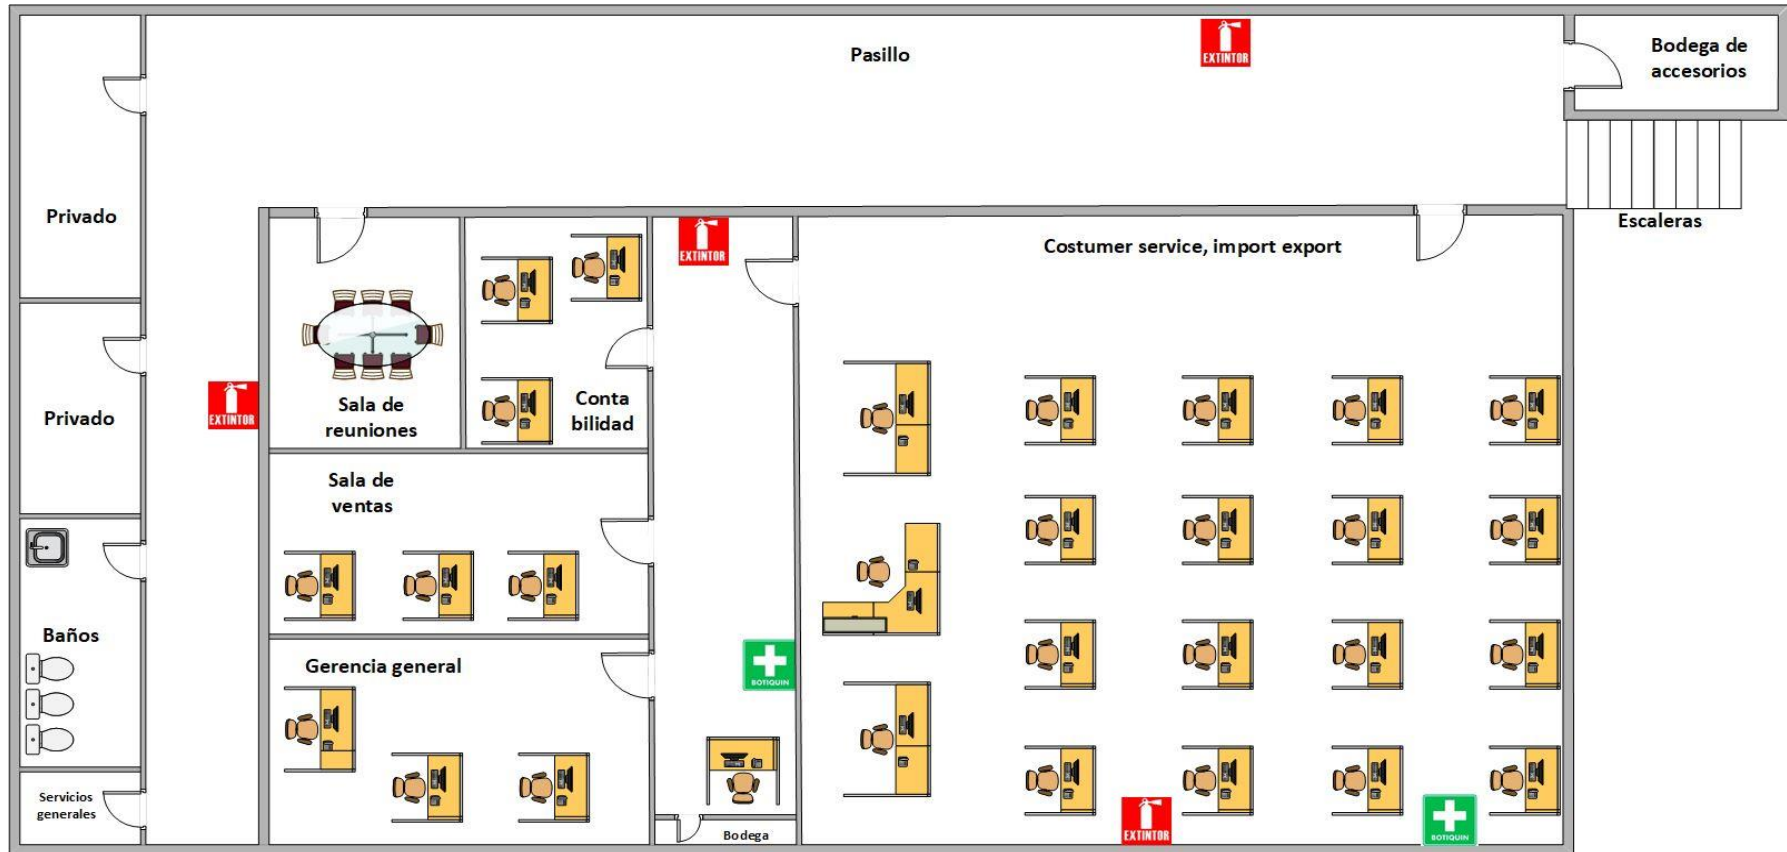 Pasillo
EXTINTOR
Bodega de
accesorios
Privado
Escaleras
EXTINTOR
Costumer service, import export
Privado
EXTINTOR
Sala de
reuniones
Conta
bilidad
Sala de
ventas
Baños
Gerencia general
BOTIQUIN
Servicios
generales
Bodega
EXTINTOR
BOTIQUIN